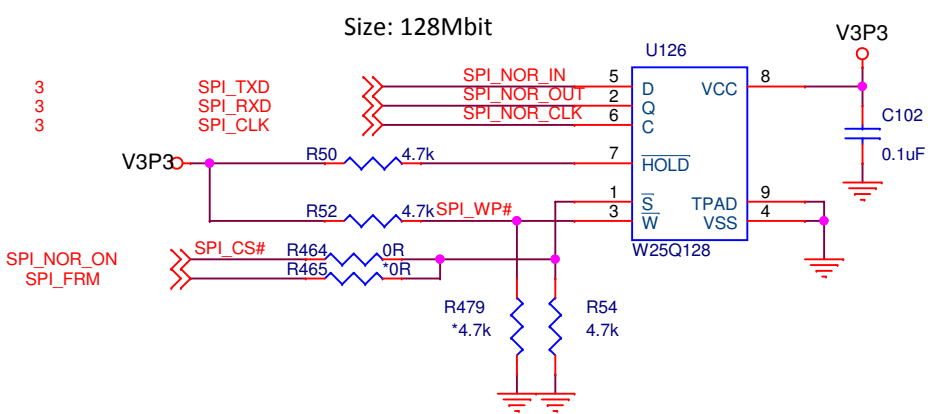 Size: 128Mbit
V3P3
U126
3 SPI_TXD SPI_NOR_IN 5 D VCC 8
3 SPI_RXD SPI_NOR_OUT 2 Q
3 SPI_CLK SPI_NOR_CLK 6 C
C102
0.1uF
V3P3 R50 4.7k 7 HOLD
1 S TPAD 9
R52 4.7k SPI_WP# 3 W VSS 4
W25Q128
SPI_NOR_ON SPI_CS# R464 0R
SPI_FRM R465 *0R
R479 R54
*4.7k 4.7k